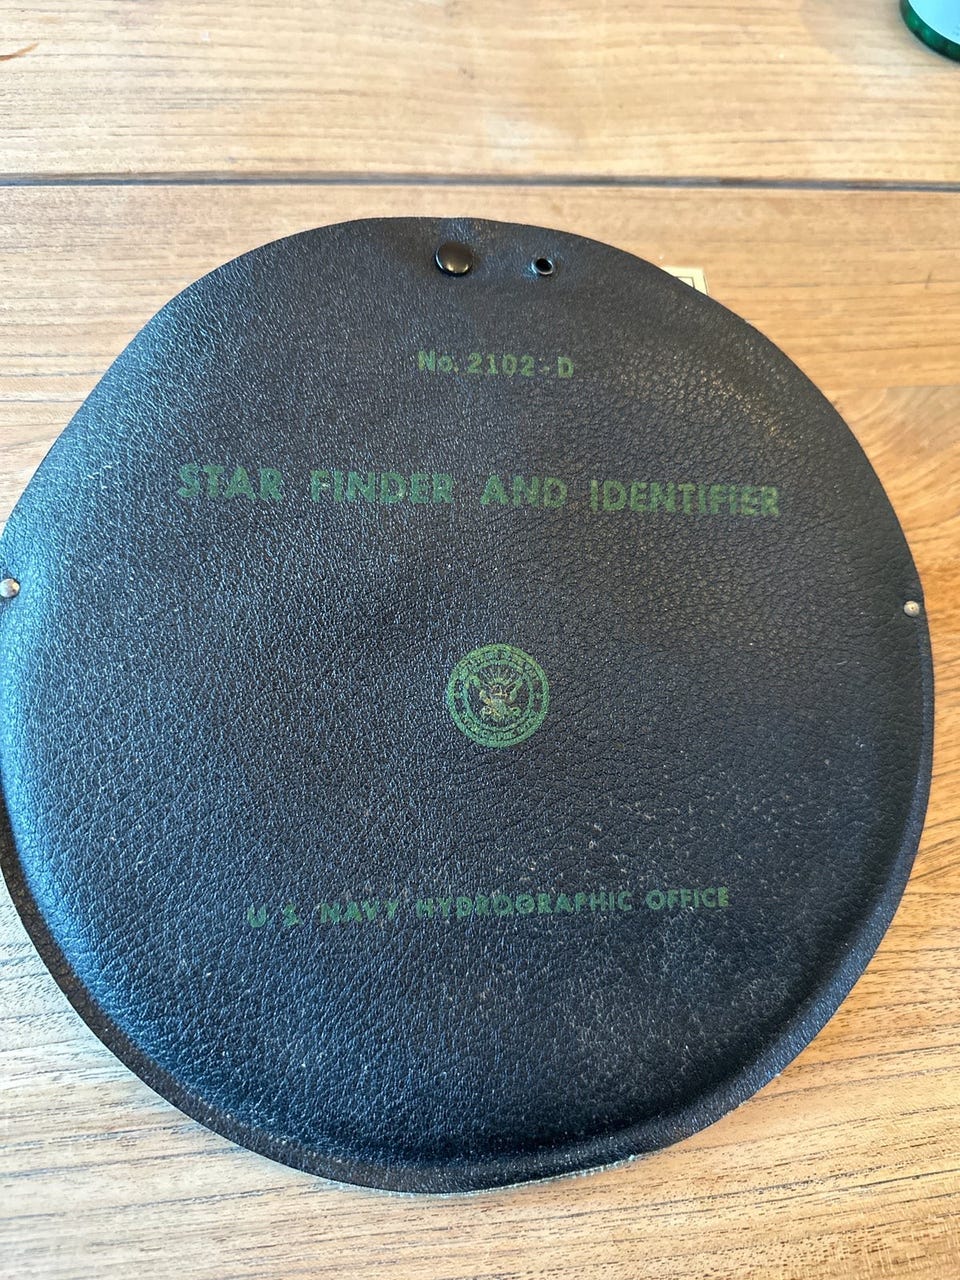 No. 2102-D
STAR FINDER AND IDENTIFIER
U. S. NAVY HYDROGRAPHIC OFFICE